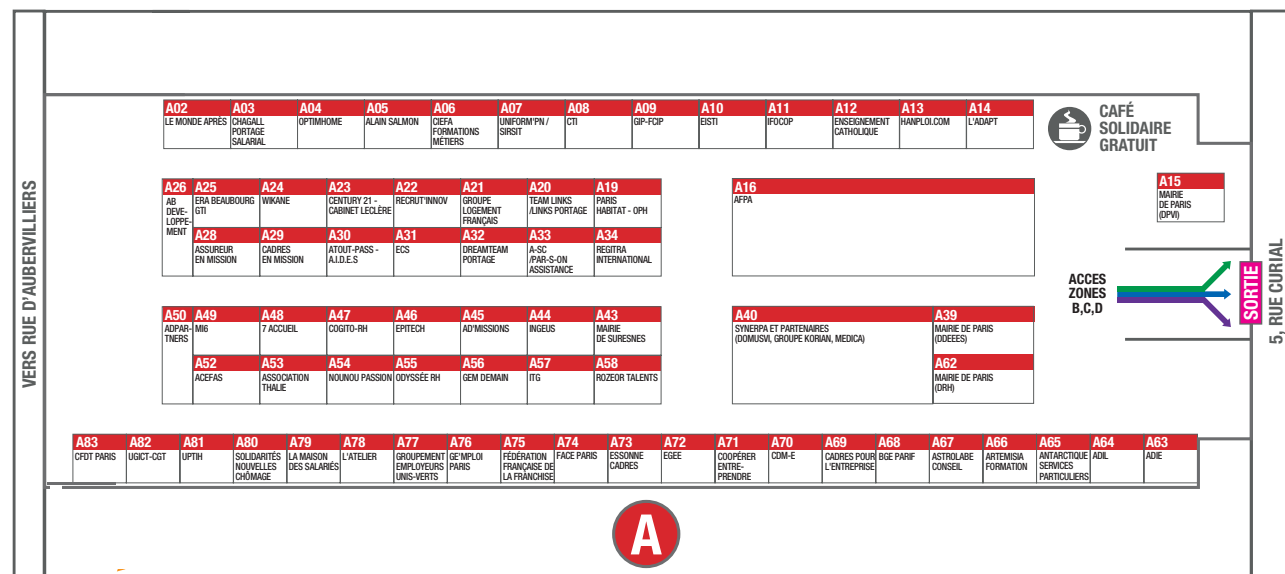 VERS RUE D'AUBERVILLIERS
A02
LE MONDE APRÈS
A03
CHAGALL
PORTAGE
SALARIAL
A04
OPTIMHOME
A05
ALAIN SALMON
A06
CIEFA
FORMATIONS
MÉTIERS
A07
UNIFORM'PN /
SIRSIT
A08
CTI
A09
GIP-FCIP
A10
EISTI
A11
IFOCOP
A12
ENSEIGNEMENT
CATHOLIQUE
A13
HANPLOI.COM
A14
L'ADAPT
CAFÉ
SOLIDAIRE
GRATUIT
A26
AB
DEVE-
LOPPE-
MENT
A25
ERA BEAUBOURG
GTI
A24
WIKANE
A23
CENTURY 21 -
CABINET LECLÈRE
A22
RECRUT'INNOV
A21
GROUPE
LOGEMENT
FRANÇAIS
A20
TEAM LINKS
/LINKS PORTAGE
A19
PARIS
HABITAT - OPH
A16
AFPA
A15
MAIRIE
DE PARIS
(DPVI)
A28
ASSUREUR
EN MISSION
A29
CADRES
EN MISSION
A30
ATOUT-PASS -
A.I.D.E.S
A31
ECS
A32
DREAMTEAM
PORTAGE
A33
A-SC
/PAR-S-ON
ASSISTANCE
A34
REGITRA
INTERNATIONAL
ACCES
ZONES
B,C,D
SORTIE
5, RUE CURIAL
A50
ADPAR-
TNERS
A49
MI6
A48
7 ACCUEIL
A47
COGITO-RH
A46
EPITECH
A45
AD'MISSIONS
A44
INGEUS
A43
MAIRIE
DE SURESNES
A40
SYNERPA ET PARTENAIRES
(DOMUSVI, GROUPE KORIAN, MEDICA)
A39
MAIRIE DE PARIS
(DDEEES)
A52
ACEFAS
A53
ASSOCIATION
THALIE
A54
NOUNOU PASSION
A55
ODYSSÉE RH
A56
GEM DEMAIN
A57
ITG
A58
ROZEOR TALENTS
A62
MAIRIE DE PARIS
(DRH)
A83
CFDT PARIS
A82
UGICT-CGT
A81
UPTIH
A80
SOLIDARITÉS
NOUVELLES
CHÔMAGE
A79
LA MAISON
DES SALARIÉS
A78
L'ATELIER
A77
GROUPEMENT
EMPLOYEURS
UNIS-VERTS
A76
GE'MPLOI
PARIS
A75
FÉDÉRATION
FRANÇAISE DE
LA FRANCHISE
A74
FACE PARIS
A73
ESSONNE
CADRES
A72
EGEE
A71
COOPÉRER
ENTRE-
PRENDRE
A70
CDM-E
A69
CADRES POUR
L'ENTREPRISE
A68
BGE PARIF
A67
ASTROLABE
CONSEIL
A66
ARTEMISIA
FORMATION
A65
ANTARCTIQUE
SERVICES
PARTICULIERS
A64
ADIL
A63
ADIE
A